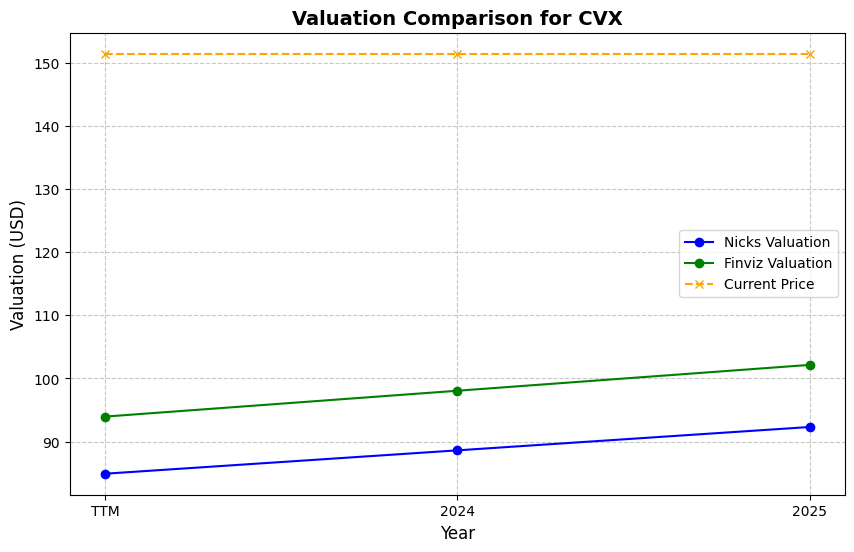 Valuation Comparison for CVX
Valuation (USD)
150
140
130
120
110
100
90
Nicks Valuation
Finviz Valuation
Current Price
TTM
2024
2025
Year